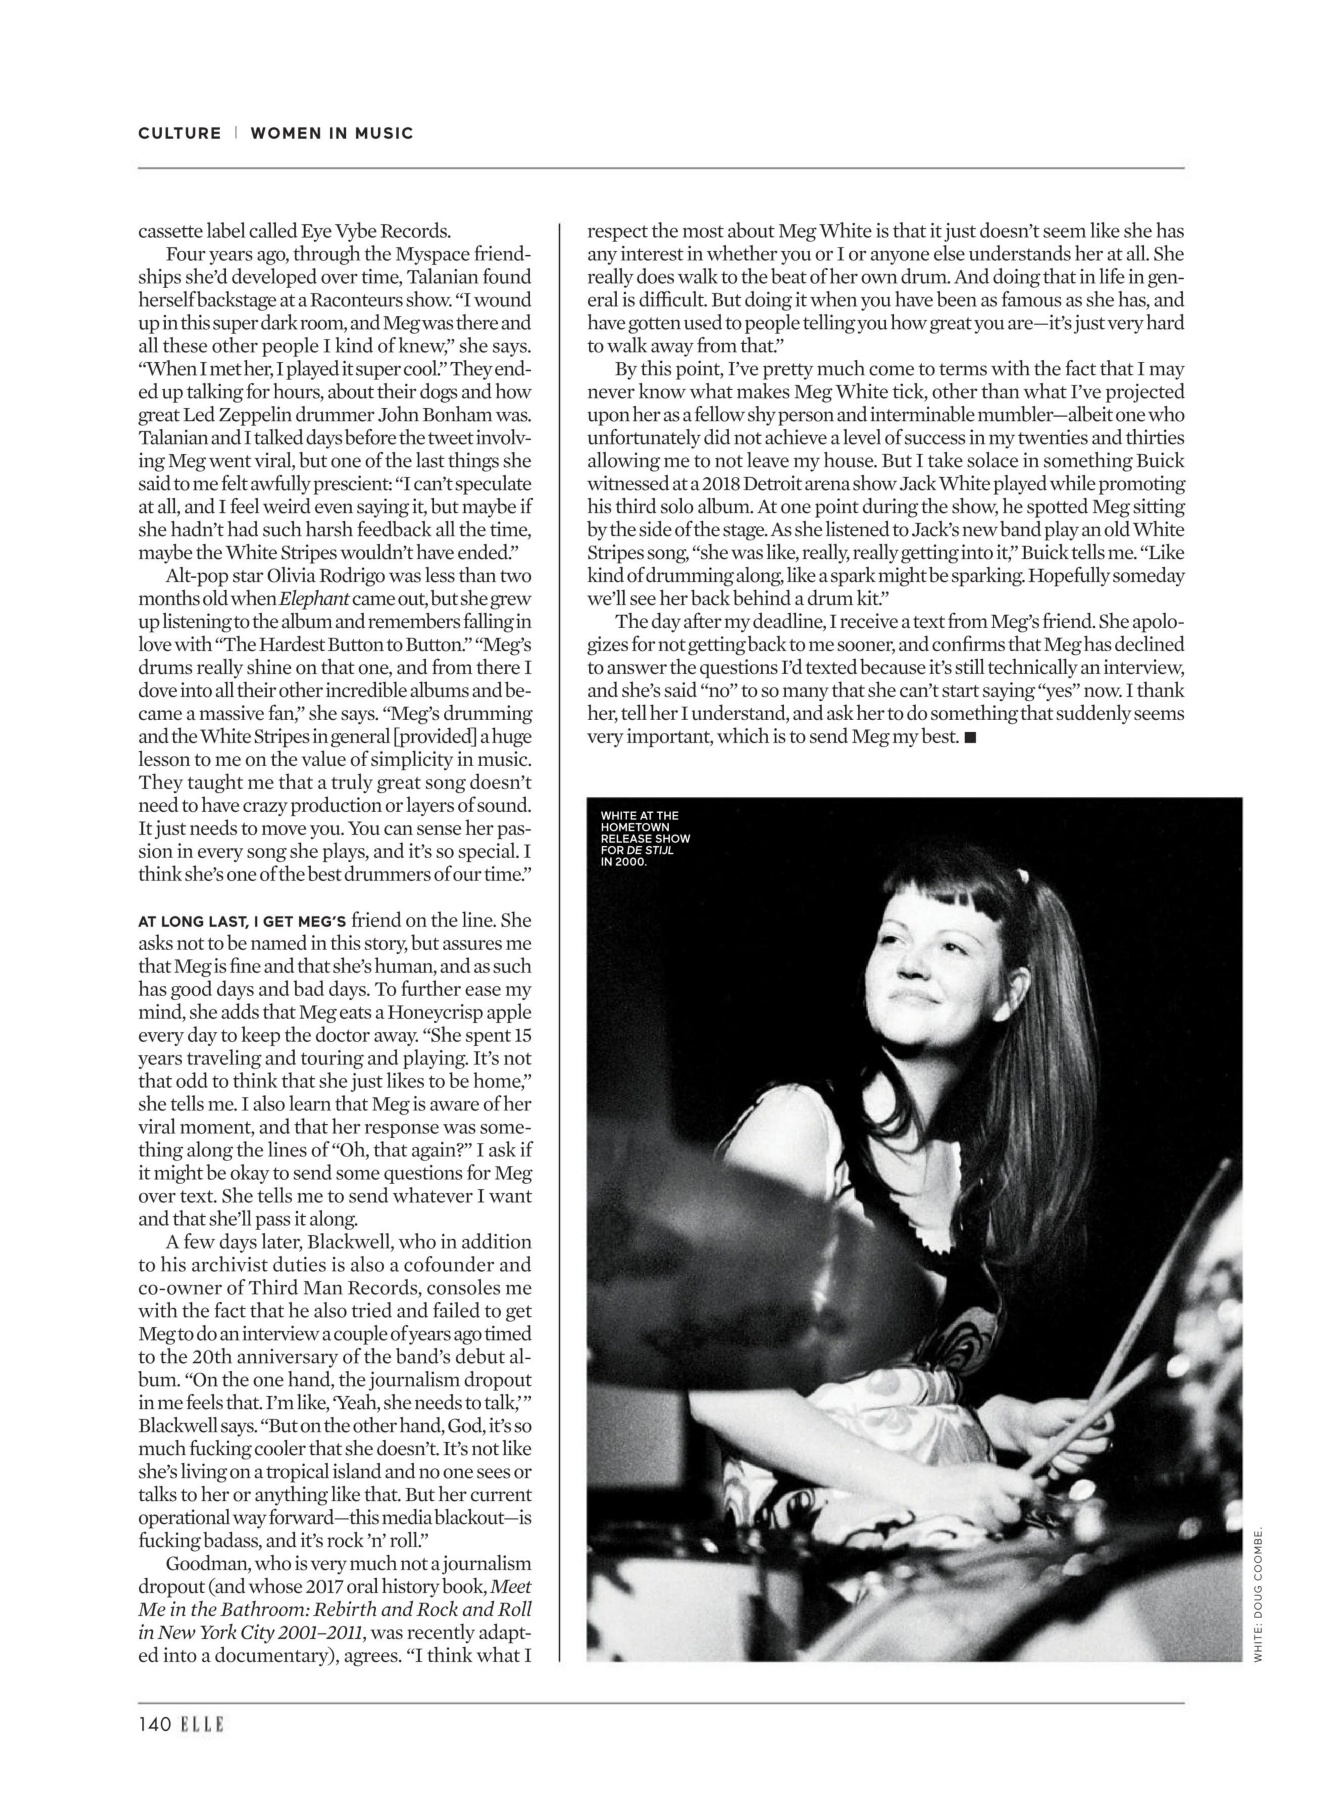 CULTURE | WOMEN IN MUSIC
cassette label called Eye Vybe Records.
Four years ago, through the Myspace friend-
ships she’d developed over time, Talanian found
herself backstage at a Raconteurs show. “I wound
up in this super dark room, and Meg was there and
all these other people I kind of knew,” she says.
“When I met her, I played it super cool.” They end-
ed up talking for hours, about their dogs and how
great Led Zeppelin drummer John Bonham was.
Talanian and I talked days before the tweet involv-
ing Meg went viral, but one of the last things she
said to me felt awfully prescient: “I can’t speculate
at all, and I feel weird even saying it, but maybe if
she hadn’t had such harsh feedback all the time,
maybe the White Stripes wouldn’t have ended.”
Alt-pop star Olivia Rodrigo was less than two
months old when Elephant came out, but she grew
up listening to the album and remembers falling in
love with “The Hardest Button to Button.” “Meg’s
drums really shine on that one, and from there I
dove into all their other incredible albums and be-
came a massive fan,” she says. “Meg’s drumming
and the White Stripes in general [provided] a huge
lesson to me on the value of simplicity in music.
They taught me that a truly great song doesn’t
need to have crazy production or layers of sound.
It just needs to move you. You can sense her pas-
sion in every song she plays, and it’s so special. I
think she’s one of the best drummers of our time.”
AT LONG LAST, I GET MEG’S friend on the line. She
asks not to be named in this story, but assures me
that Meg is fine and that she’s human, and as such
has good days and bad days. To further ease my
mind, she adds that Meg eats a Honeycrisp apple
every day to keep the doctor away. “She spent 15
years traveling and touring and playing. It’s not
that odd to think that she just likes to be home,”
she tells me. I also learn that Meg is aware of her
viral moment, and that her response was some-
thing along the lines of “Oh, that again?” I ask if
it might be okay to send some questions for Meg
over text. She tells me to send whatever I want
and that she’ll pass it along.
A few days later, Blackwell, who in addition
to his archivist duties is also a cofounder and
co-owner of Third Man Records, consoles me
with the fact that he also tried and failed to get
Meg to do an interview a couple of years ago timed
to the 20th anniversary of the band’s debut al-
bum. “On the one hand, the journalism dropout
in me feels that. I’m like, ‘Yeah, she needs to talk,’”
Blackwell says. “But on the other hand, God, it’s so
much fucking cooler that she doesn’t. It’s not like
she’s living on a tropical island and no one sees or
talks to her or anything like that. But her current
operational way forward—this media blackout—is
fucking badass, and it’s rock ’n’ roll.”
Goodman, who is very much not a journalism
dropout (and whose 2017 oral history book, Meet
Me in the Bathroom: Rebirth and Rock and Roll
in New York City 2001–2011, was recently adapt-
ed into a documentary), agrees. “I think what I
respect the most about Meg White is that it just doesn’t seem like she has
any interest in whether you or I or anyone else understands her at all. She
really does walk to the beat of her own drum. And doing that in life in gen-
eral is difficult. But doing it when you have been as famous as she has, and
have gotten used to people telling you how great you are—it’s just very hard
to walk away from that.”
By this point, I’ve pretty much come to terms with the fact that I may
never know what makes Meg White tick, other than what I’ve projected
upon her as a fellow shy person and interminable mumbler—albeit one who
unfortunately did not achieve a level of success in my twenties and thirties
allowing me to not leave my house. But I take solace in something Buick
witnessed at a 2018 Detroit arena show Jack White played while promoting
his third solo album. At one point during the show, he spotted Meg sitting
by the side of the stage. As she listened to Jack’s new band play an old White
Stripes song, “she was like, really, really getting into it,” Buick tells me. “Like
kind of drumming along, like a spark might be sparking. Hopefully someday
we’ll see her back behind a drum kit.”
The day after my deadline, I receive a text from Meg’s friend. She apolo-
gizes for not getting back to me sooner, and confirms that Meg has declined
to answer the questions I’d texted because it’s still technically an interview,
and she’s said “no” to so many that she can’t start saying “yes” now. I thank
her, tell her I understand, and ask her to do something that suddenly seems
very important, which is to send Meg my best. ■
WHITE AT THE
HOMETOWN
RELEASE SHOW
FOR DE STIJL
IN 2000.
WHITE: DOUG COOMBE.
140 ELLE